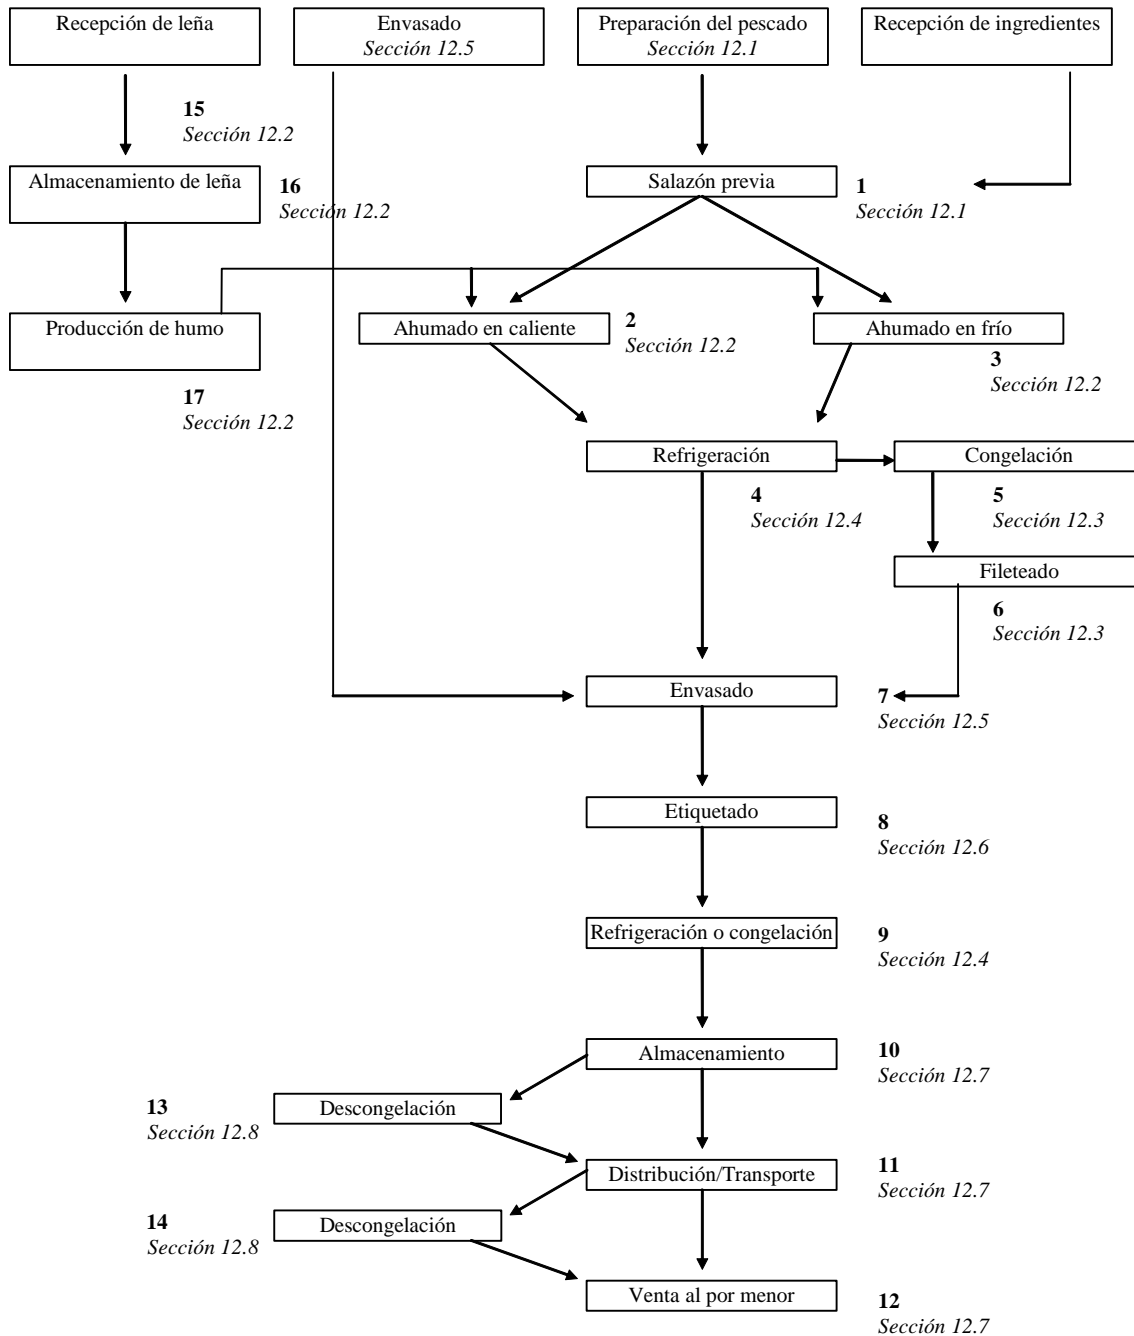 Recepción de leña
Envasado
Sección 12.5
Preparación del pescado
Sección 12.1
Recepción de ingredientes
15
Sección 12.2
Almacenamiento de leña
16
Sección 12.2
Salazón previa
1
Sección 12.1
Producción de humo
17
Sección 12.2
Ahumado en caliente
2
Sección 12.2
Ahumado en frío
3
Sección 12.2
Refrigeración
4
Sección 12.4
Congelación
5
Sección 12.3
Fileteado
6
Sección 12.3
Envasado
7
Sección 12.5
Etiquetado
8
Sección 12.6
Refrigeración o congelación
9
Sección 12.4
Almacenamiento
10
Sección 12.7
13
Sección 12.8
Descongelación
Distribución/Transporte
11
Sección 12.7
14
Sección 12.8
Descongelación
Venta al por menor
12
Sección 12.7